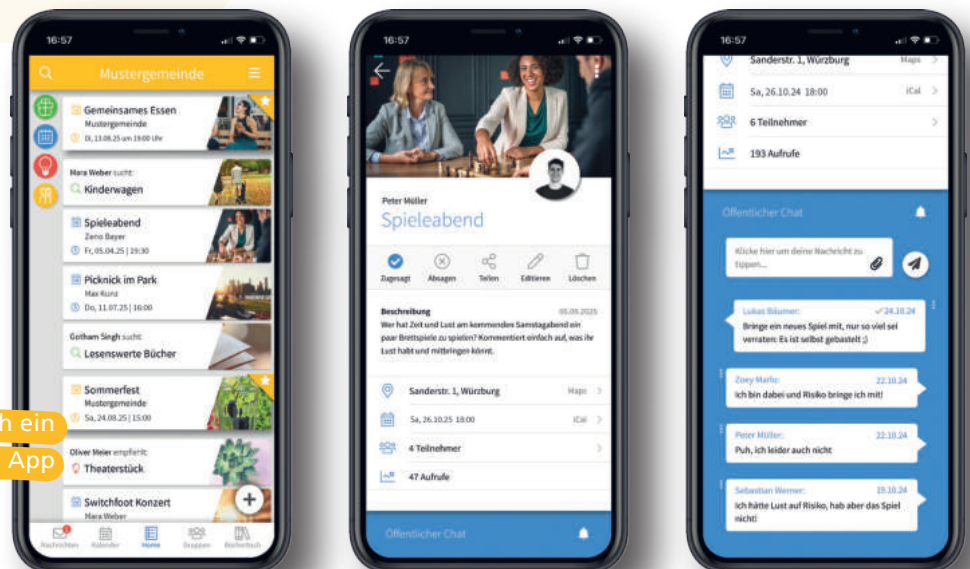 16:57
Mustergemeinde
Gemeinsames Essen
Mustergemeinde
Di, 13.08.25 um 19:00 Uhr
Mara Weber sucht:
Kinderwagen
Spieleabend
Zeno Bayer
Fr, 05.04.25 | 19:30
Picknick im Park
Max Kunz
Do, 11.07.25 | 16:00
Gotham Singh sucht:
Lesenswerte Bücher
Sommerfest
Mustergemeinde
Sa, 24.08.25 | 15:00
h ein
App
Oliver Meier empfiehlt:
Theaterstück
Switchfoot Konzert
Mara Weber
Nachrichten
Kalender
Home
Gruppen
Büchertisch
16:57
Peter Müller
Spieleabend
Zugesagt
Absagen
Teilen
Editieren
Löschen
Beschreibung
05.09.2025
Wer hat Zeit und Lust am kommenden Samstagabend ein
paar Brettspiele zu spielen? Kommentiert einfach auf, was ihr
Lust habt und mitbringen könnt.
Sanderstr. 1, Würzburg Maps
Sa, 26.10.25 18:00 iCal
4 Teilnehmer
47 Aufrufe
Öffentlicher Chat
16:57
Sanderstr. 1, Würzburg Maps
Sa, 26.10.24 18:00 iCal
6 Teilnehmer
193 Aufrufe
Öffentlicher Chat
Klicke hier um deine Nachricht zu
tippen...
Lukas Bäumer: 24.10.24
Bringe ein neues Spiel mit, nur so viel sei
verraten: Es ist selbst gebastelt ;)
Zoey Marlic: 22.10.24
Ich bin dabei und Risiko bringe ich mit!
Peter Müller: 22.10.24
Puh, ich leider auch nicht
Sebastian Werner: 19.10.24
Ich hätte Lust auf Risiko, hab aber das Spiel
nicht!